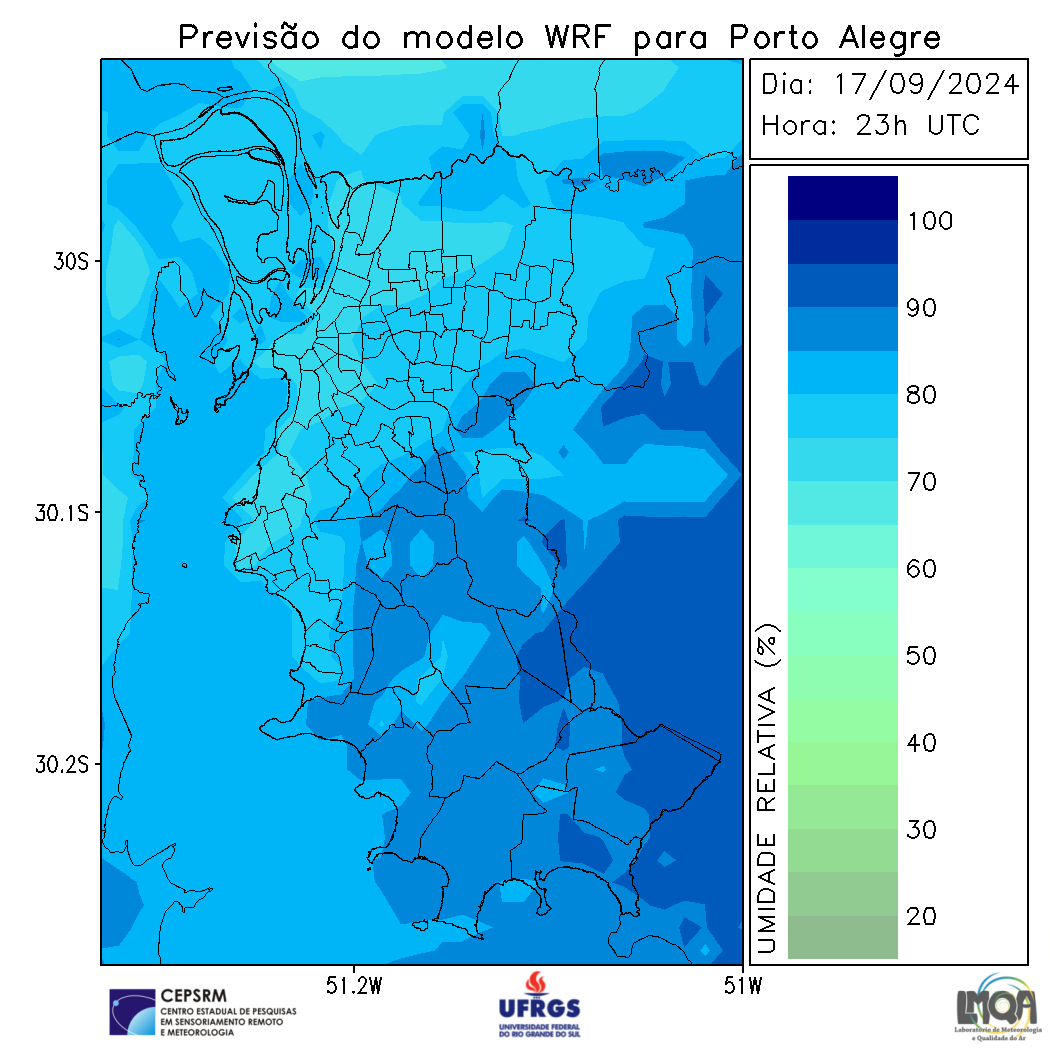 Previsão do modelo WRF para Porto Alegre
Dia: 17/09/2024
Hora: 23h UTC
30S
30.1S
30.2S
51.2W
51W
UMIDADE RELATIVA (%)
100
90
80
70
60
50
40
30
20
CEPSRM
CENTRO ESTADUAL DE PESQUISAS
EM SENSORIAMENTO REMOTO
E METEOROLOGIA
UFRGS
UNIVERSIDADE FEDERAL
DO RIO GRANDE DO SUL
LMQA
Laboratório de Meteorologia
e Qualidade do Ar